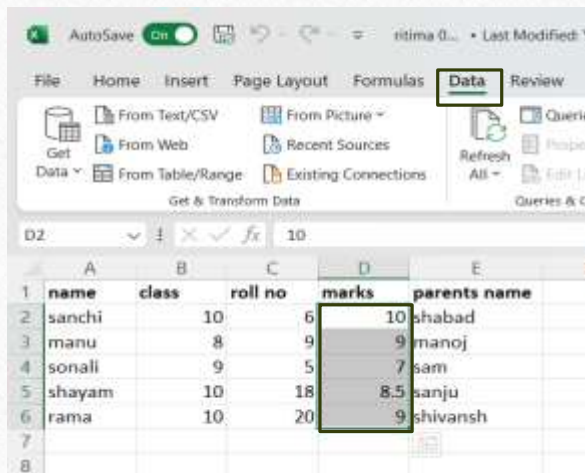 AutoSave On ritima 0... • Last Modified:
File Home Insert Page Layout Formulas Data Review
Get Data
From Text/CSV
From Web
From Table/Range
From Picture
Recent Sources
Existing Connections
Get & Transform Data
Refresh All
Queries &
D2 fx 10
A B C D E
1 name class roll no marks parents name
2 sanchi 10 6 10 shabad
3 manu 8 9 9 manoj
4 sonali 9 5 7 sam
5 shayam 10 18 8.5 sanju
6 rama 10 20 9 shivansh
7
8